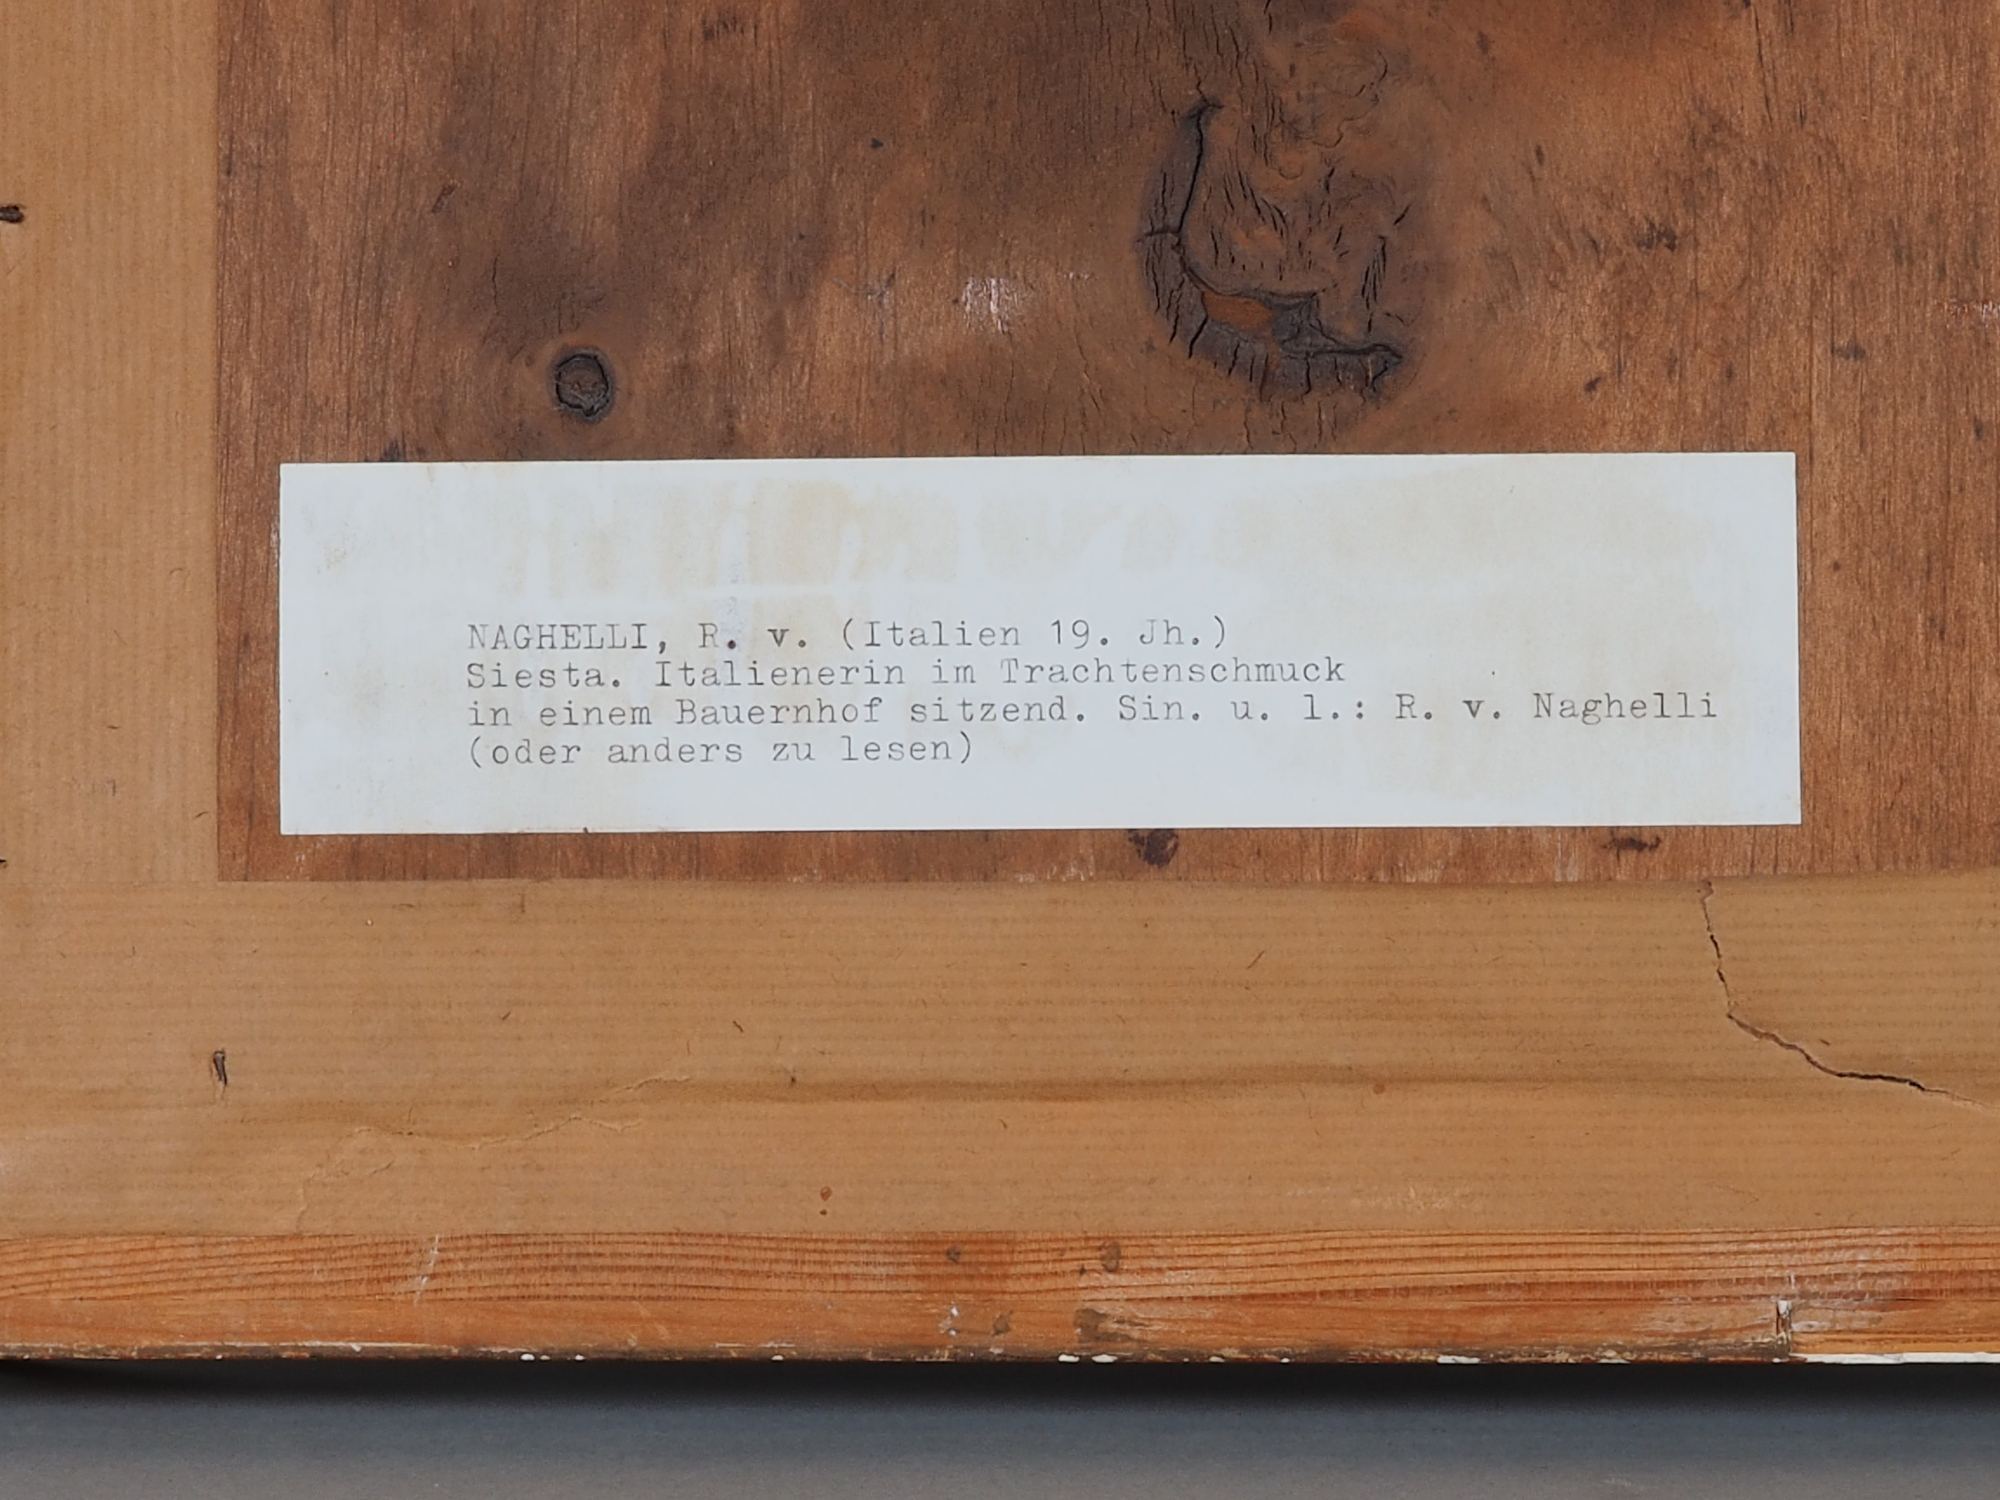 NAGHELLI, R. v. (Italien 19. Jh.)
Siesta. Italienerin im Trachtenschmuck
in einem Bauernhof sitzend. Sin. u. l.: R. v. Naghelli
(oder anders zu lesen)